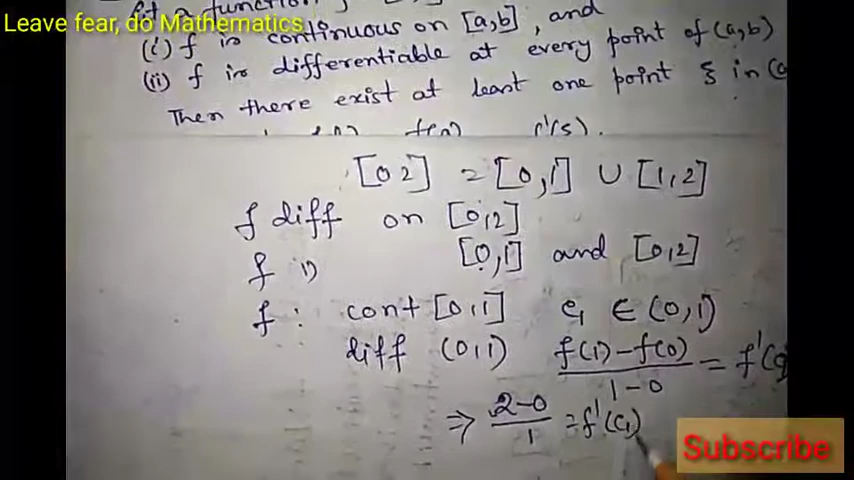 Leave fear, do Mathematics
(i) f is continuous on [a,b], and
(ii) f is differentiable at every point of (a,b)
Then there exist at least one point ξ in (a
[0 2] = [0,1] ∪ [1,2]
f diff on [0,2]
f is [0,1] and [0,2]
f : cont [0,1] c₁ ∈ (0,1)
diff (0,1) f(1)-f(0) / 1-0 = f'(c₁
⇒ 2-0 / 1 = f'(c₁)
Subscribe